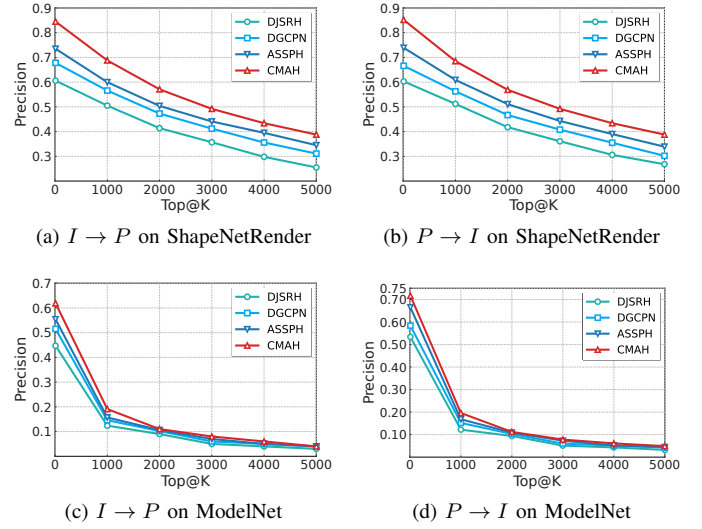 0.9
0.8
0.7
0.6
0.5
0.4
0.3
Precision
DJSRH
DGCPN
ASSPH
CMAH
0 1000 2000 3000 4000 5000
Top@K
(a) I → P on ShapeNetRender
0.9
0.8
0.7
0.6
0.5
0.4
0.3
Precision
DJSRH
DGCPN
ASSPH
CMAH
0 1000 2000 3000 4000 5000
Top@K
(b) P → I on ShapeNetRender
0.7
0.6
0.5
0.4
0.3
0.2
0.1
Precision
DJSRH
DGCPN
ASSPH
CMAH
0 1000 2000 3000 4000 5000
Top@K
(c) I → P on ModelNet
0.75
0.70
0.60
0.50
0.40
0.30
0.20
0.10
Precision
DJSRH
DGCPN
ASSPH
CMAH
0 1000 2000 3000 4000 5000
Top@K
(d) P → I on ModelNet